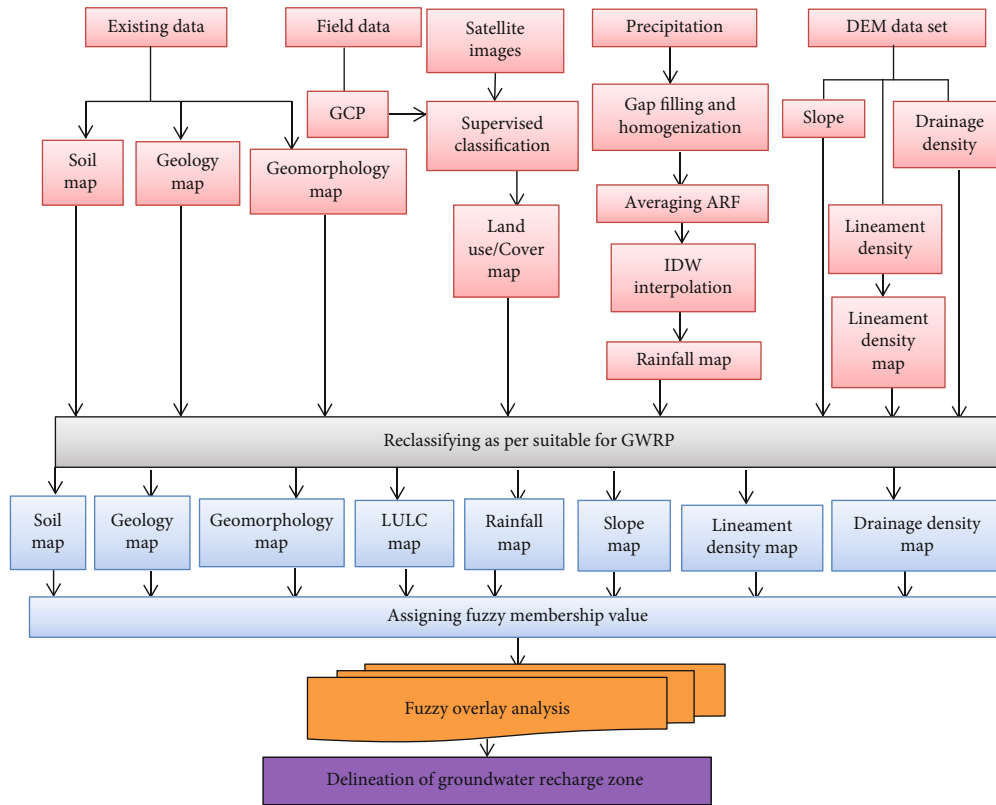 Existing data
Field data
Satellite
images
Precipitation
DEM data set
GCP
Supervised
classification
Gap filling and
homogenization
Slope
Drainage
density
Soil
map
Geology
map
Geomorphology
map
Averaging ARF
Land
use/Cover
map
Lineament
density
IDW
interpolation
Lineament
density
map
Rainfall map
Reclassifying as per suitable for GWRP
Soil
map
Geology
map
Geomorphology
map
LULC
map
Rainfall
map
Slope
map
Lineament
density map
Drainage density
map
Assigning fuzzy membership value
Fuzzy overlay analysis
Delineation of groundwater recharge zone